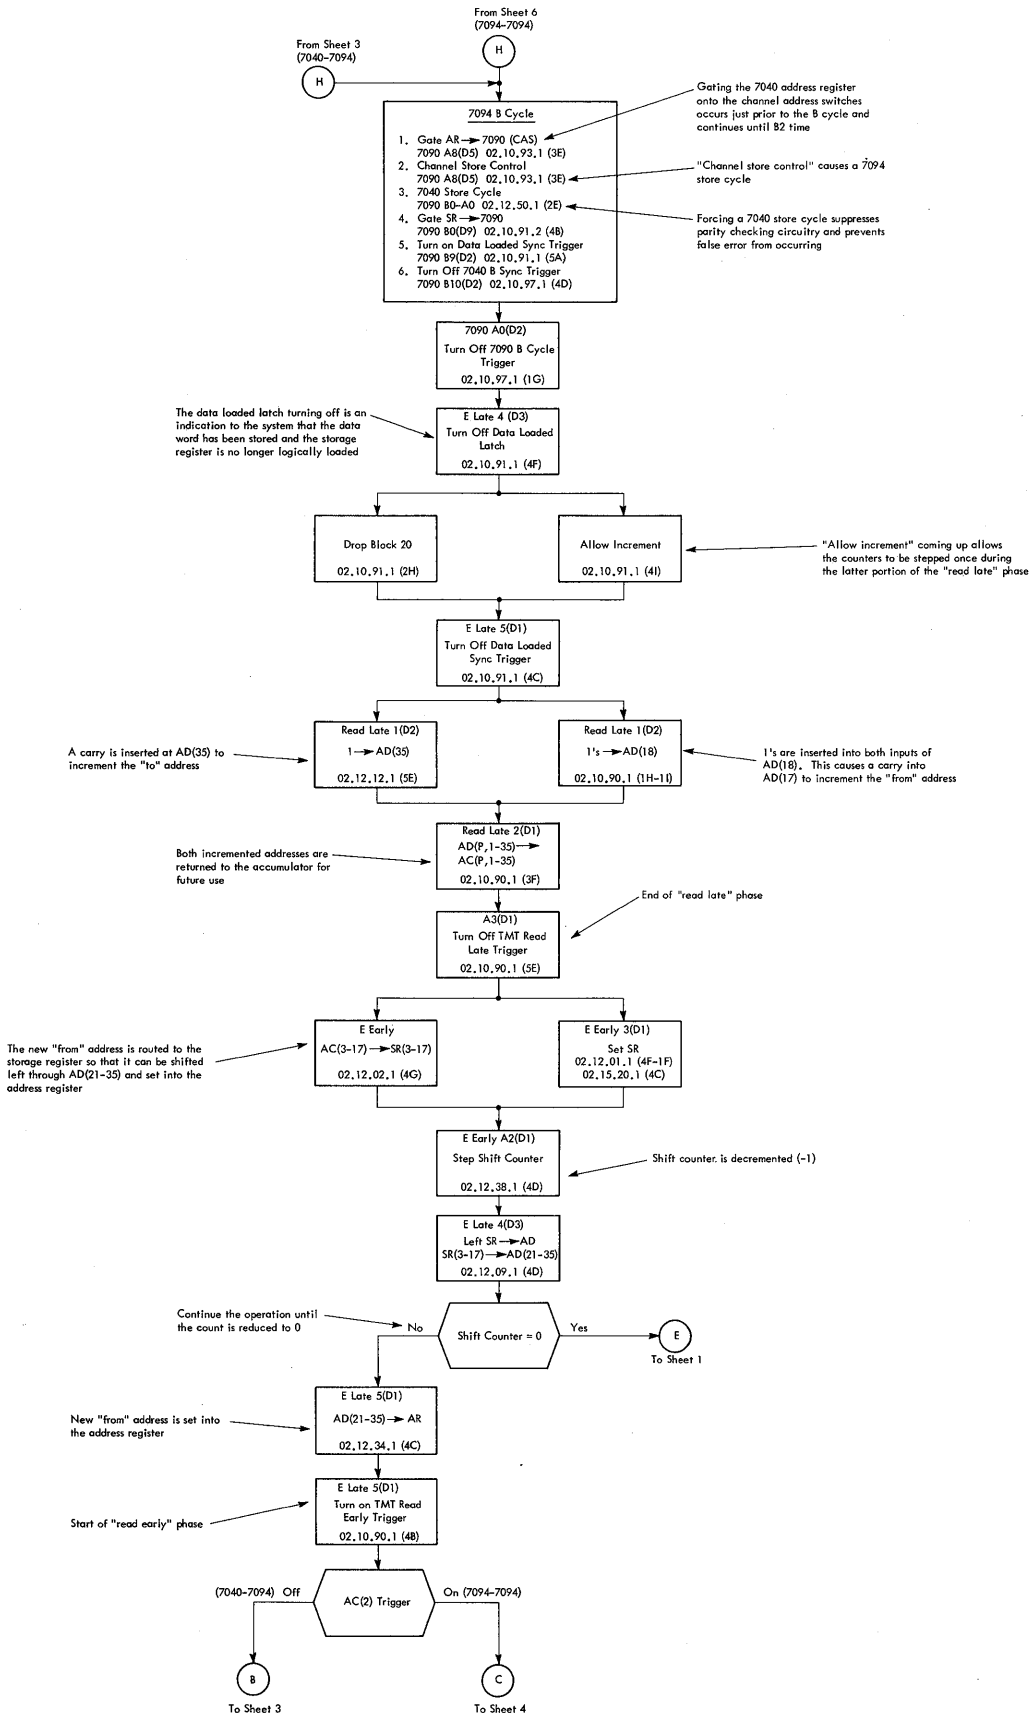 From Sheet 6
(7094-7094)
H
From Sheet 3
(7040-7094)
H
7094 B Cycle
1. Gate AR → 7090 (CAS)
7090 A8(D5) 02.10.93.1 (3E)
2. Channel Store Control
7090 A8(D5) 02.10.93.1 (3E)
3. 7040 Store Cycle
7090 B0-A0 02.12.50.1 (2E)
4. Gate SR → 7090
7090 B0(D9) 02.10.91.2 (4B)
5. Turn on Data Loaded Sync Trigger
7090 B9(D2) 02.10.91.1 (5A)
6. Turn Off 7040 B Sync Trigger
7090 B10(D2) 02.10.97.1 (4D)
Gating the 7040 address register
onto the channel address switches
occurs just prior to the B cycle and
continues until B2 time
"Channel store control" causes a 7094
store cycle
Forcing a 7040 store cycle suppresses
parity checking circuitry and prevents
false error from occurring
7090 A0(D2)
Turn Off 7090 B Cycle
Trigger
02.10.97.1 (1G)
The data loaded latch turning off is an
indication to the system that the data
word has been stored and the storage
register is no longer logically loaded
E Late 4 (D3)
Turn Off Data Loaded
Latch
02.10.91.1 (4F)
Drop Block 20
02.10.91.1 (2H)
Allow Increment
02.10.91.1 (4I)
"Allow increment" coming up allows
the counters to be stepped once during
the latter portion of the "read late" phase
E Late 5(D1)
Turn Off Data Loaded
Sync Trigger
02.10.91.1 (4C)
A carry is inserted at AD(35) to
increment the "to" address
Read Late 1(D2)
1 → AD(35)
02.12.12.1 (5E)
Read Late 1(D2)
1's → AD(18)
02.10.90.1 (1H-1I)
1's are inserted into both inputs of
AD(18). This causes a carry into
AD(17) to increment the "from" address
Both incremented addresses are
returned to the accumulator for
future use
Read Late 2(D1)
AD(P,1-35) →
AC(P,1-35)
02.10.90.1 (3F)
End of "read late" phase
A3(D1)
Turn Off TMT Read
Late Trigger
02.10.90.1 (5E)
The new "from" address is routed to the
storage register so that it can be shifted
left through AD(21-35) and set into the
address register
E Early
AC(3-17) → SR(3-17)
02.12.02.1 (4G)
E Early 3(D1)
Set SR
02.12.01.1 (4F-1F)
02.15.20.1 (4C)
E Early A2(D1)
Step Shift Counter
02.12.38.1 (4D)
Shift counter is decremented (-1)
E Late 4(D3)
Left SR → AD
SR(3-17) → AD(21-35)
02.12.09.1 (4D)
Continue the operation until
the count is reduced to 0
No
Shift Counter = 0
Yes
E
To Sheet 1
New "from" address is set into
the address register
E Late 5(D1)
AD(21-35) → AR
02.12.34.1 (4C)
Start of "read early" phase
E Late 5(D1)
Turn on TMT Read
Early Trigger
02.10.90.1 (4B)
(7040-7094) Off
AC(2) Trigger
On (7094-7094)
B
To Sheet 3
C
To Sheet 4